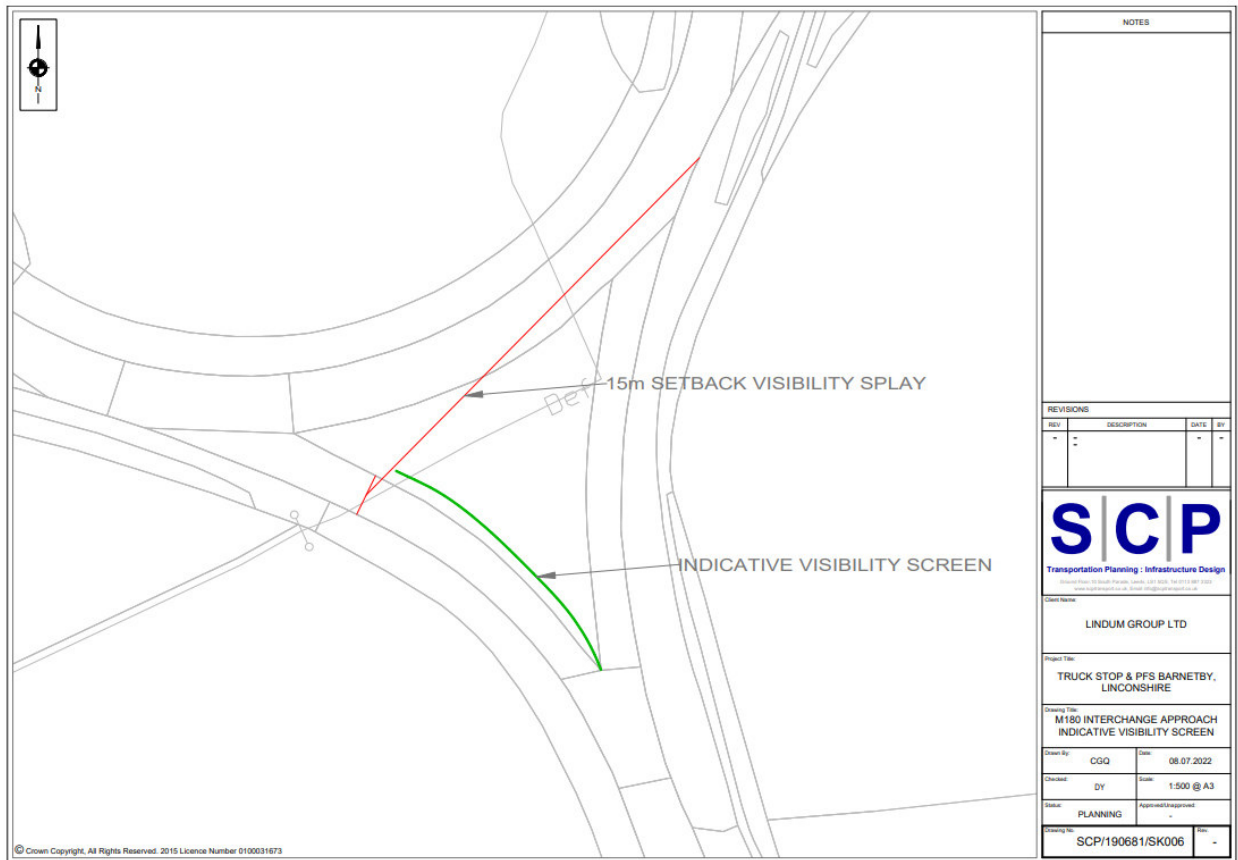 N
15m SETBACK VISIBILITY SPLAY
INDICATIVE VISIBILITY SCREEN
© Crown Copyright, All Rights Reserved. 2015 Licence Number 0100031673
NOTES
REVISIONS
REV DESCRIPTION DATE BY
- - - -
-
S|C|P
Transportation Planning : Infrastructure Design
Client Name:
LINDUM GROUP LTD
Project Title:
TRUCK STOP & PFS BARNETBY,
LINCONSHIRE
Drawing Title:
M180 INTERCHANGE APPROACH
INDICATIVE VISIBILITY SCREEN
Drawn By: CGQ Date: 08.07.2022
Checked: DY Scale: 1:500 @ A3
Status: PLANNING Approved/Unapproved: -
Drawing No. SCP/190681/SK006 Rev: -